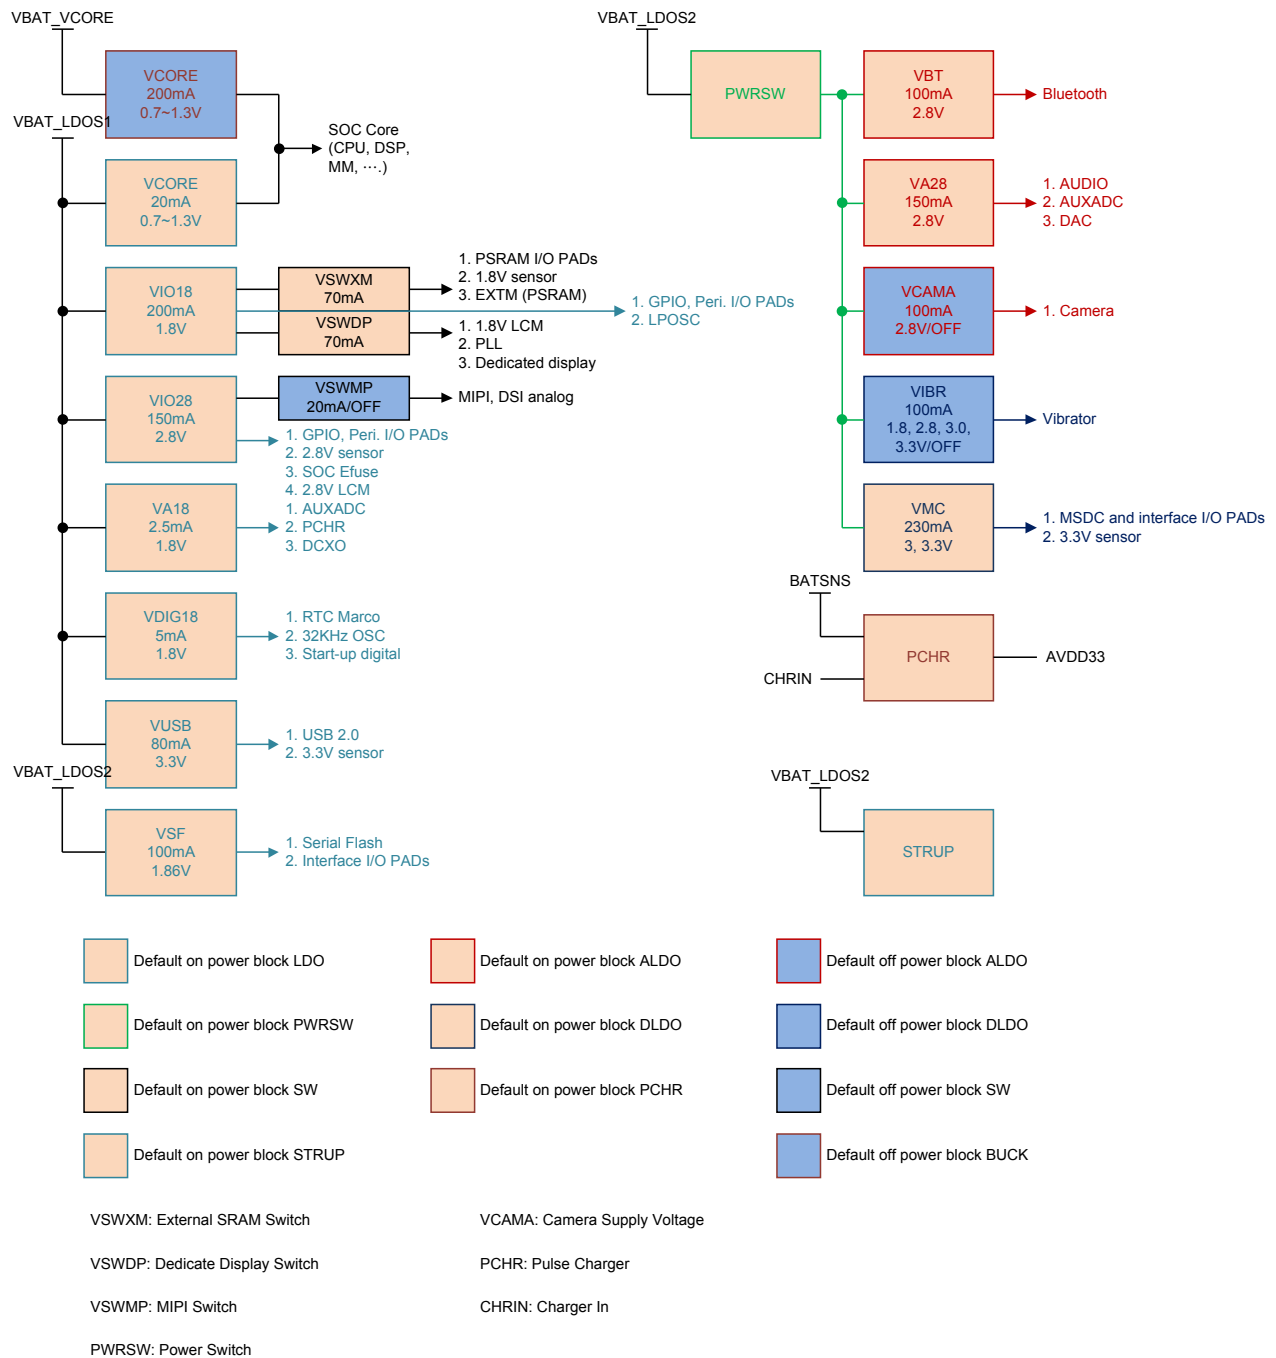 VBAT_VCORE
VCORE
200mA
0.7~1.3V
VBAT_LDOS1
SOC Core
(CPU, DSP,
MM, ….)
VCORE
20mA
0.7~1.3V
VIO18
200mA
1.8V
VSWXM
70mA
1. PSRAM I/O PADs
2. 1.8V sensor
3. EXTM (PSRAM)
1. GPIO, Peri. I/O PADs
2. LPOSC
VSWDP
70mA
1. 1.8V LCM
2. PLL
3. Dedicated display
VIO28
150mA
2.8V
VSWMP
20mA/OFF
MIPI, DSI analog
1. GPIO, Peri. I/O PADs
2. 2.8V sensor
3. SOC Efuse
4. 2.8V LCM
VA18
2.5mA
1.8V
1. AUXADC
2. PCHR
3. DCXO
VDIG18
5mA
1.8V
1. RTC Marco
2. 32KHz OSC
3. Start-up digital
VUSB
80mA
3.3V
1. USB 2.0
2. 3.3V sensor
VBAT_LDOS2
VSF
100mA
1.86V
1. Serial Flash
2. Interface I/O PADs
VBAT_LDOS2
PWRSW
VBT
100mA
2.8V
Bluetooth
VA28
150mA
2.8V
1. AUDIO
2. AUXADC
3. DAC
VCAMA
100mA
2.8V/OFF
1. Camera
VIBR
100mA
1.8, 2.8, 3.0,
3.3V/OFF
Vibrator
VMC
230mA
3, 3.3V
1. MSDC and interface I/O PADs
2. 3.3V sensor
BATSNS
PCHR
AVDD33
CHRIN
VBAT_LDOS2
STRUP
Default on power block LDO
Default on power block ALDO
Default off power block ALDO
Default on power block PWRSW
Default on power block DLDO
Default off power block DLDO
Default on power block SW
Default on power block PCHR
Default off power block SW
Default on power block STRUP
Default off power block BUCK
VSWXM: External SRAM Switch
VCAMA: Camera Supply Voltage
VSWDP: Dedicate Display Switch
PCHR: Pulse Charger
VSWMP: MIPI Switch
CHRIN: Charger In
PWRSW: Power Switch